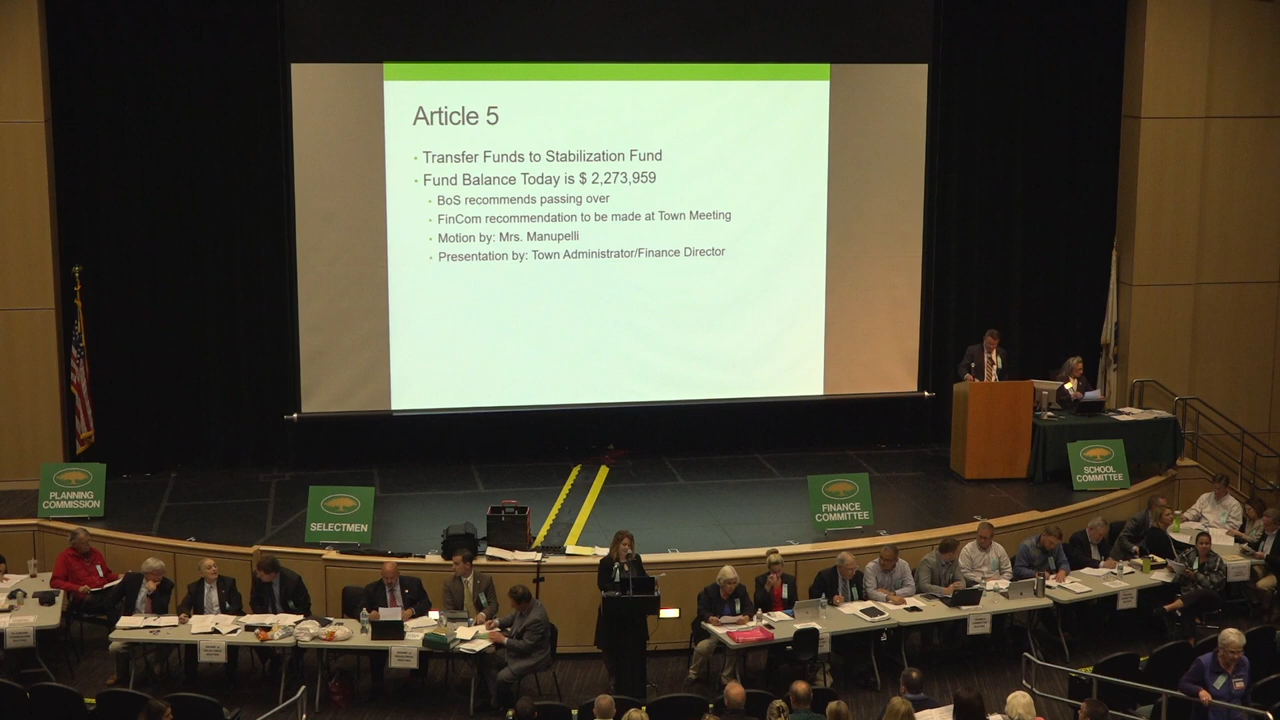 Article 5
• Transfer Funds to Stabilization Fund
• Fund Balance Today is $ 2,273,959
• BoS recommends passing over
• FinCom recommendation to be made at Town Meeting
• Motion by: Mrs. Manupelli
• Presentation by: Town Administrator/Finance Director
PLANNING
COMMISSION
SELECTMEN
FINANCE
COMMITTEE
SCHOOL
COMMITTEE